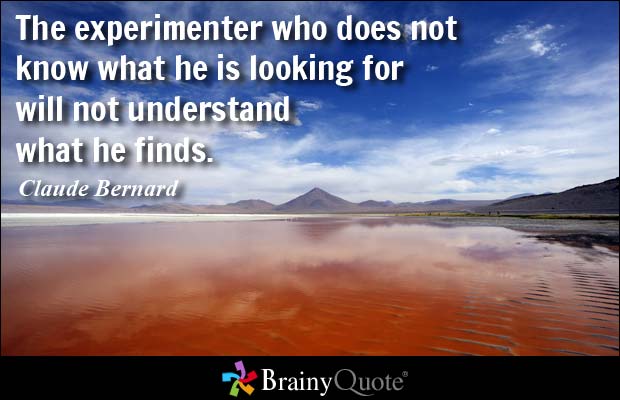 The experimenter who does not
know what he is looking for
will not understand
what he finds.
Claude Bernard
BrainyQuote®